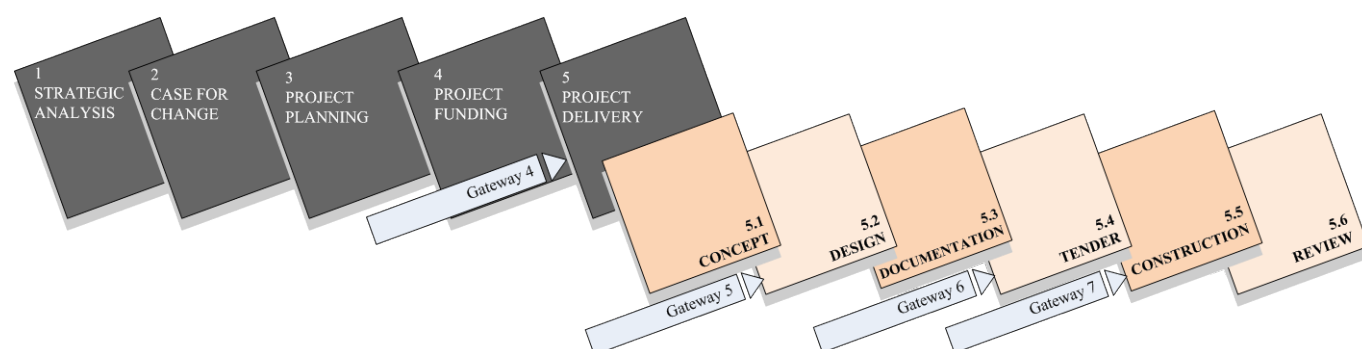 1
STRATEGIC
ANALYSIS
2
CASE FOR
CHANGE
3
PROJECT
PLANNING
4
PROJECT
FUNDING
5
PROJECT
DELIVERY
Gateway 4
5.1
CONCEPT
5.2
DESIGN
5.3
DOCUMENTATION
5.4
TENDER
5.5
CONSTRUCTION
5.6
REVIEW
Gateway 5
Gateway 6
Gateway 7